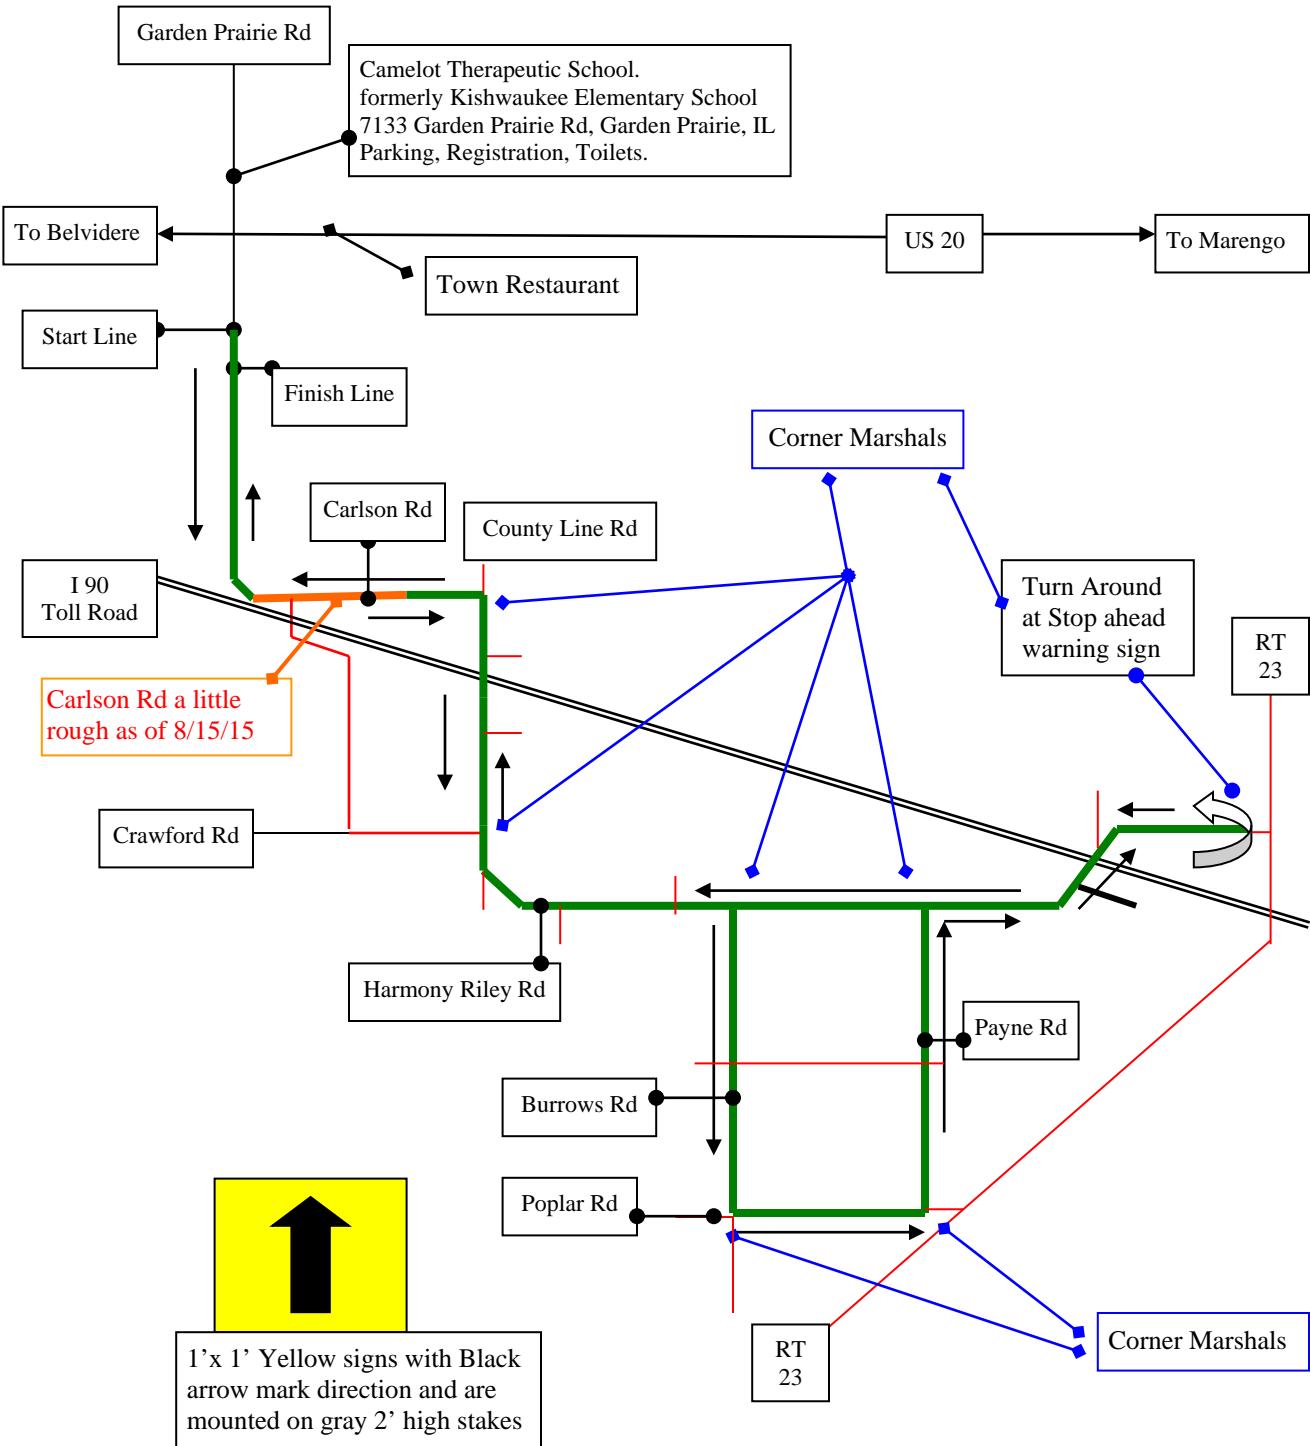 Garden Prairie Rd
Camelot Therapeutic School.
formerly Kishwaukee Elementary School
7133 Garden Prairie Rd, Garden Prairie, IL
Parking, Registration, Toilets.
To Belvidere
US 20
To Marengo
Town Restaurant
Start Line
Finish Line
Corner Marshals
Carlson Rd
County Line Rd
I 90
Toll Road
Turn Around
at Stop ahead
warning sign
RT
23
Carlson Rd a little
rough as of 8/15/15
Crawford Rd
Harmony Riley Rd
Payne Rd
Burrows Rd
Poplar Rd
Corner Marshals
RT
23
1’x 1’ Yellow signs with Black
arrow mark direction and are
mounted on gray 2’ high stakes